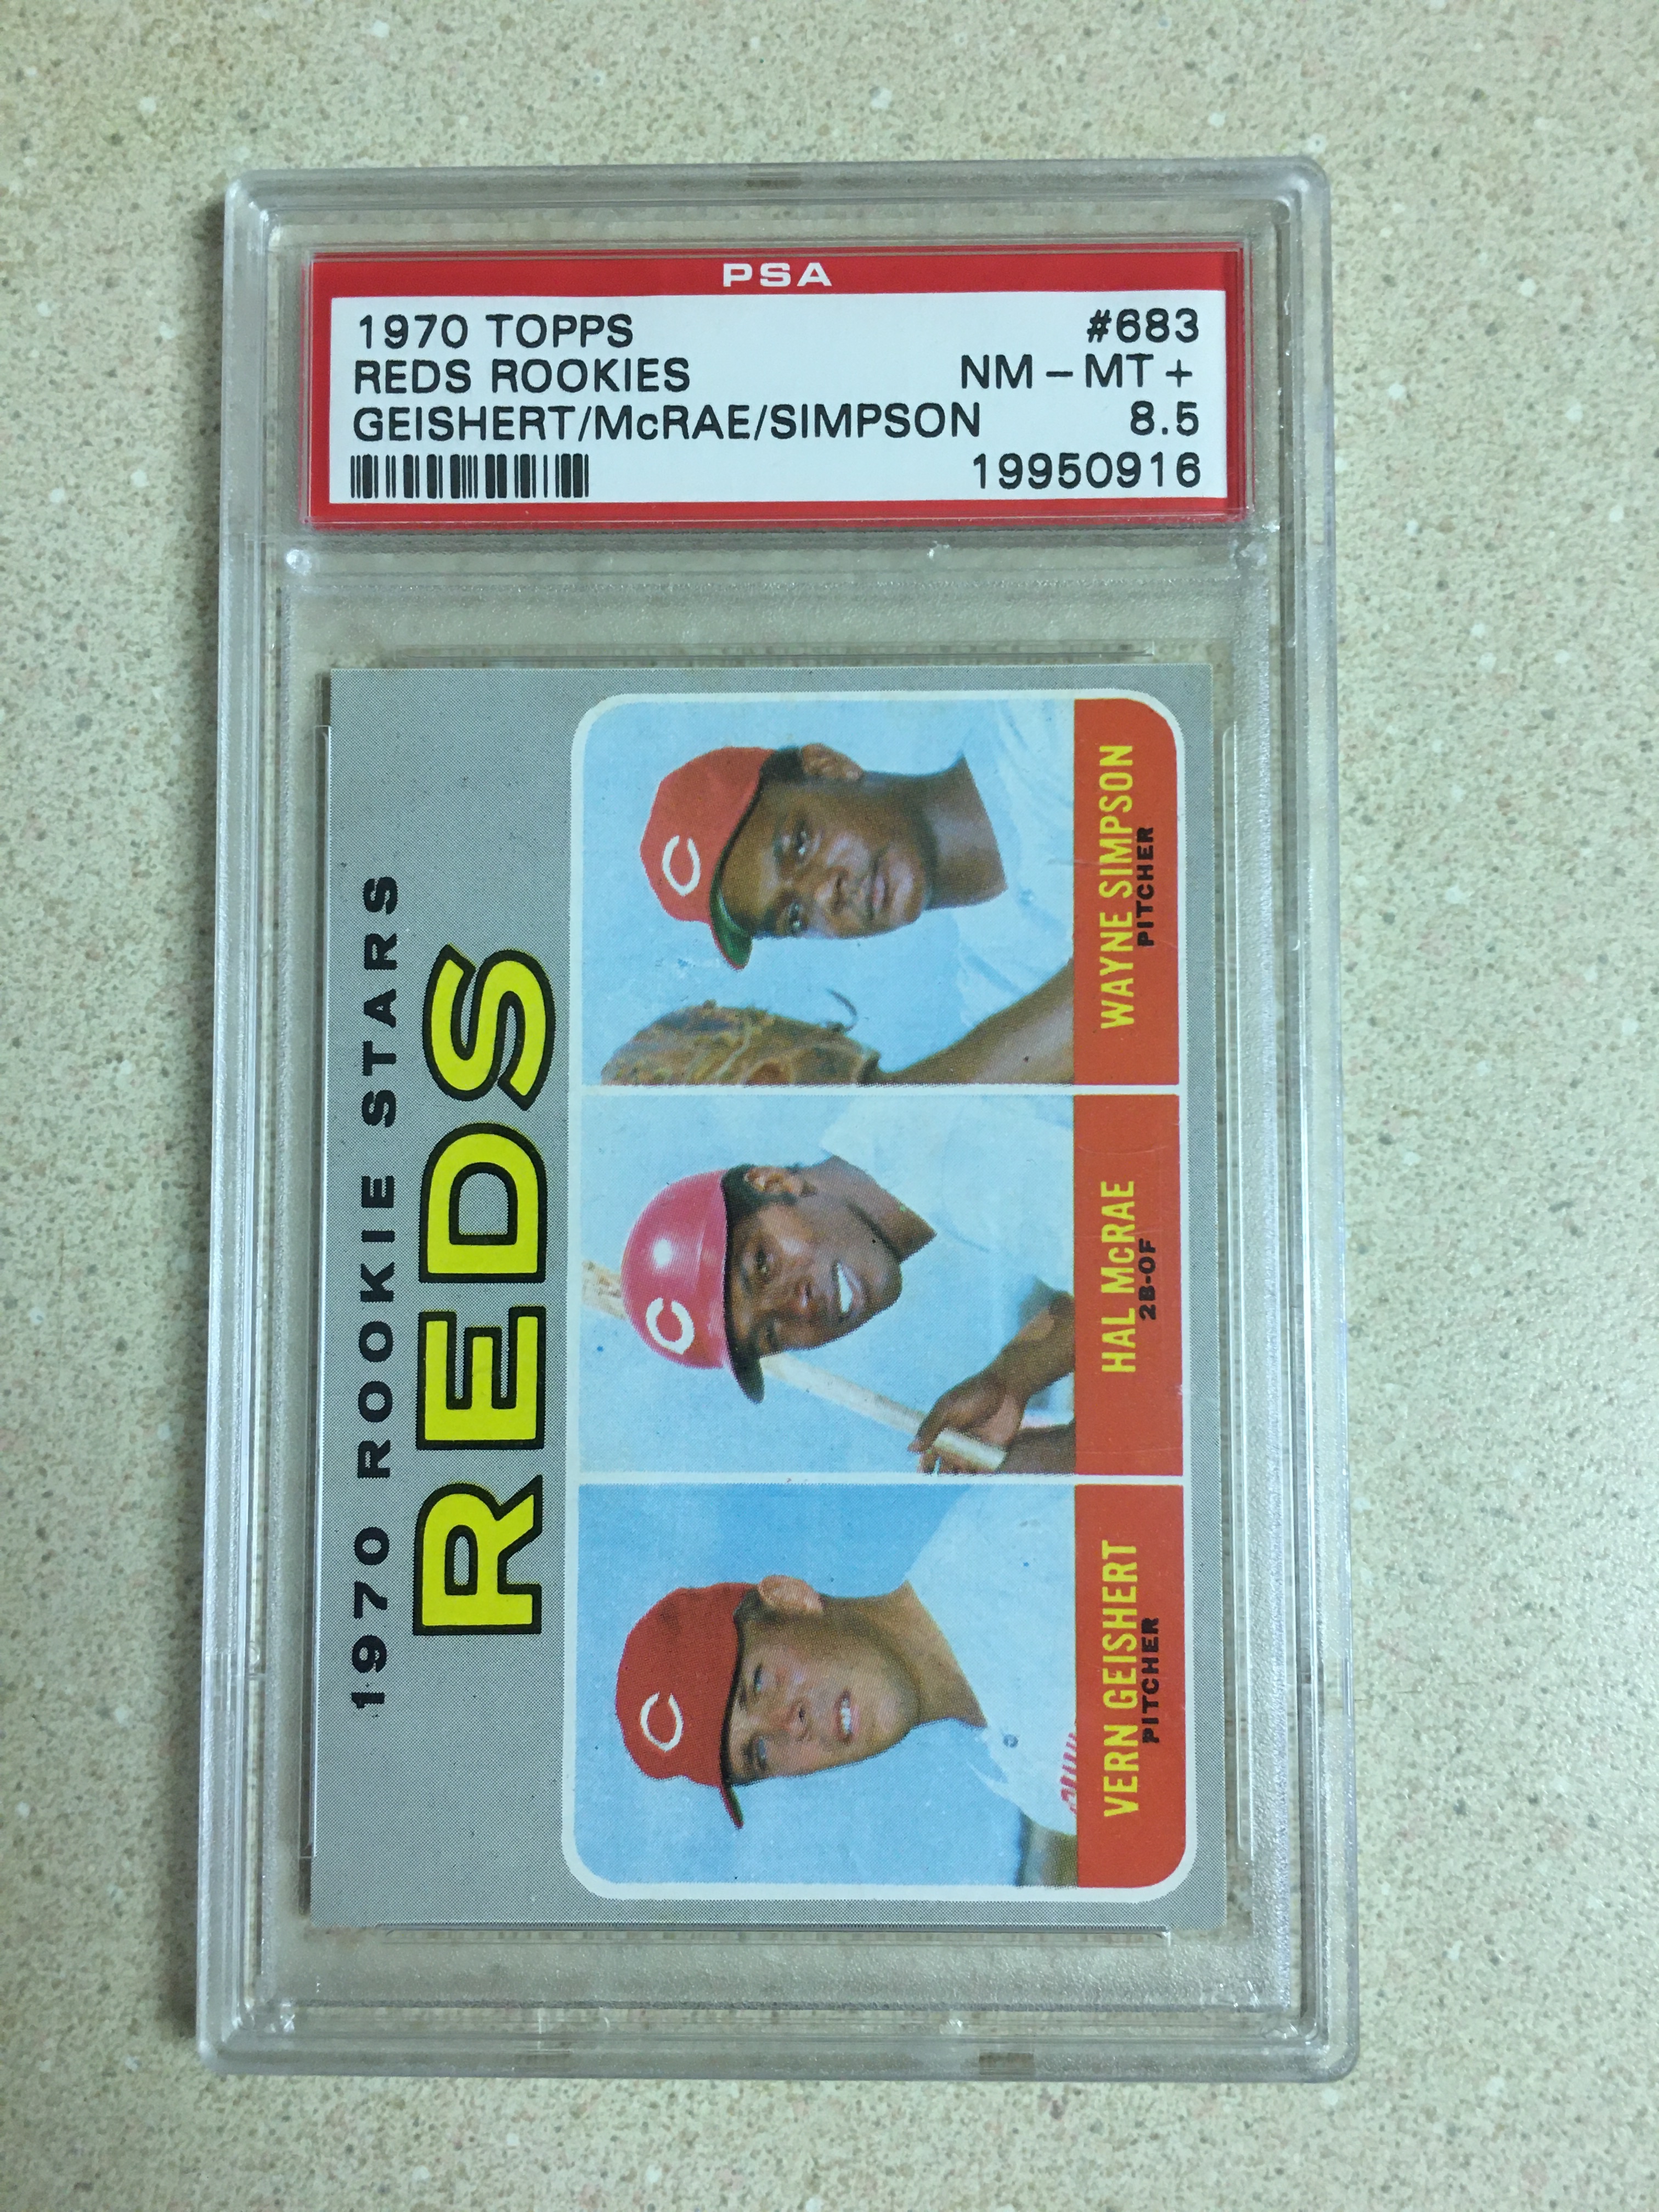 PSA
1970 TOPPS #683
REDS ROOKIES NM - MT +
GEISHERT/McRAE/SIMPSON 8.5
19950916
1970 ROOKIE STARS
REDS
C
C
C
VERN GEISHERT
PITCHER
HAL McRAE
2B-OF
WAYNE SIMPSON
PITCHER